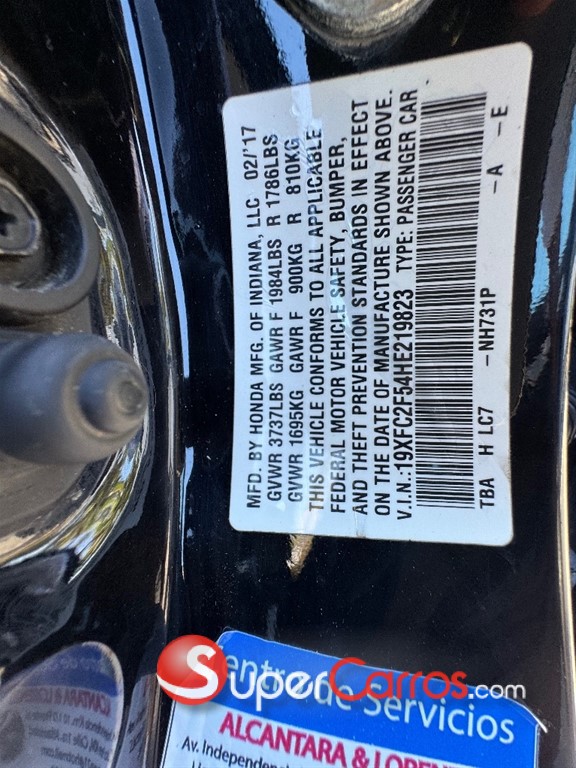 MFD. BY HONDA MFG. OF INDIANA, LLC 02/'17
GVWR 3737LBS GAWR F 1984LBS R 1786LBS
GVWR 1695KG GAWR F 900KG R 810KG
THIS VEHICLE CONFORMS TO ALL APPLICABLE
FEDERAL MOTOR VEHICLE SAFETY, BUMPER,
AND THEFT PREVENTION STANDARDS IN EFFECT
ON THE DATE OF MANUFACTURE SHOWN ABOVE.
V.I.N.:19XFC2F54HE219823 TYPE: PASSENGER CAR
TBA H LC7 -NH731P -A -E
Centro de Servicios
ALCANTARA &
Av.
SuperCarros.com